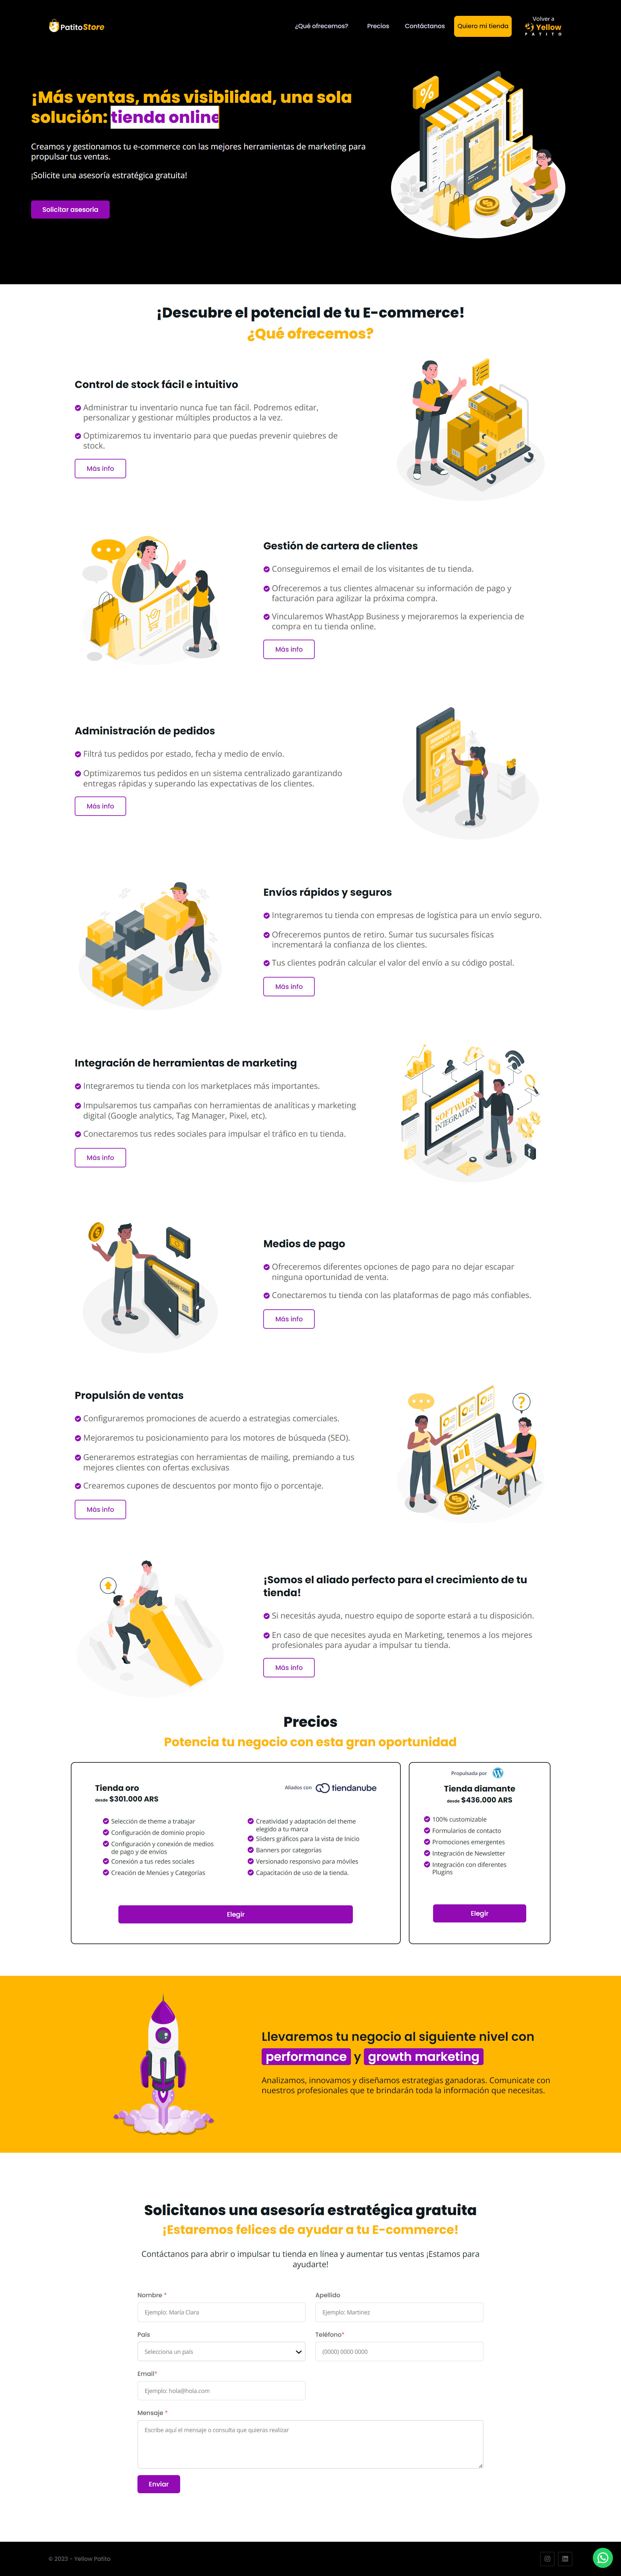 PatitoStore
¿Qué ofrecemos?
Precios
Contáctanos
Quiero mi tienda
Volver a
Yellow
PATITO
¡Más ventas, más visibilidad, una sola
solución: tienda online
Creamos y gestionamos tu e-commerce con las mejores herramientas de marketing para
propulsar tus ventas.
¡Solicite una asesoría estratégica gratuita!
Solicitar asesoria
%
¡Descubre el potencial de tu E-commerce!
¿Qué ofrecemos?
Control de stock fácil e intuitivo
Administrar tu inventario nunca fue tan fácil. Podremos editar,
personalizar y gestionar múltiples productos a la vez.
Optimizaremos tu inventario para que puedas prevenir quiebres de
stock.
Más info
Gestión de cartera de clientes
Conseguiremos el email de los visitantes de tu tienda.
Ofreceremos a tus clientes almacenar su información de pago y
facturación para agilizar la próxima compra.
Vincularemos WhastApp Business y mejoraremos la experiencia de
compra en tu tienda online.
Más info
Administración de pedidos
Filtrá tus pedidos por estado, fecha y medio de envío.
Optimizaremos tus pedidos en un sistema centralizado garantizando
entregas rápidas y superando las expectativas de los clientes.
Más info
Envíos rápidos y seguros
Integraremos tu tienda con empresas de logística para un envío seguro.
Ofreceremos puntos de retiro. Sumar tus sucursales físicas
incrementará la confianza de los clientes.
Tus clientes podrán calcular el valor del envío a su código postal.
Más info
Integración de herramientas de marketing
Integraremos tu tienda con los marketplaces más importantes.
Impulsaremos tus campañas con herramientas de analíticas y marketing
digital (Google analytics, Tag Manager, Pixel, etc).
Conectaremos tus redes sociales para impulsar el tráfico en tu tienda.
Más info
SOFTWARE
INTEGRATION
Medios de pago
Ofreceremos diferentes opciones de pago para no dejar escapar
ninguna oportunidad de venta.
Conectaremos tu tienda con las plataformas de pago más confiables.
Más info
Propulsión de ventas
Configuraremos promociones de acuerdo a estrategias comerciales.
Mejoraremos tu posicionamiento para los motores de búsqueda (SEO).
Generaremos estrategias con herramientas de mailing, premiando a tus
mejores clientes con ofertas exclusivas
Crearemos cupones de descuentos por monto fijo o porcentaje.
Más info
?
¡Somos el aliado perfecto para el crecimiento de tu
tienda!
Si necesitás ayuda, nuestro equipo de soporte estará a tu disposición.
En caso de que necesites ayuda en Marketing, tenemos a los mejores
profesionales para ayudar a impulsar tu tienda.
Más info
Precios
Potencia tu negocio con esta gran oportunidad
Tienda oro
desde $301.000 ARS
Aliados con tiendanube
Selección de theme a trabajar
Configuración de dominio propio
Configuración y conexión de medios
de pago y de envíos
Conexión a tus redes sociales
Creación de Menúes y Categorías
Creatividad y adaptación del theme
elegido a tu marca
Sliders gráficos para la vista de Inicio
Banners por categorías
Versionado responsivo para móviles
Capacitación de uso de la tienda.
Elegir
Propulsada por
Tienda diamante
desde $436.000 ARS
100% customizable
Formularios de contacto
Promociones emergentes
Integración de Newsletter
Integración con diferentes
Plugins
Elegir
Llevaremos tu negocio al siguiente nivel con
performance y growth marketing
Analizamos, innovamos y diseñamos estrategias ganadoras. Comunicate con
nuestros profesionales que te brindarán toda la información que necesitas.
Solicitanos una asesoría estratégica gratuita
¡Estaremos felices de ayudar a tu E-commerce!
Contáctanos para abrir o impulsar tu tienda en línea y aumentar tus ventas ¡Estamos para
ayudarte!
Nombre *
Apellido
Ejemplo: María Clara
Ejemplo: Martinez
País
Teléfono*
Selecciona un país
(0000) 0000 0000
Email*
Ejemplo: hola@hola.com
Mensaje *
Escribe aquí el mensaje o consulta que quieras realizar
Enviar
© 2023 - Yellow Patito